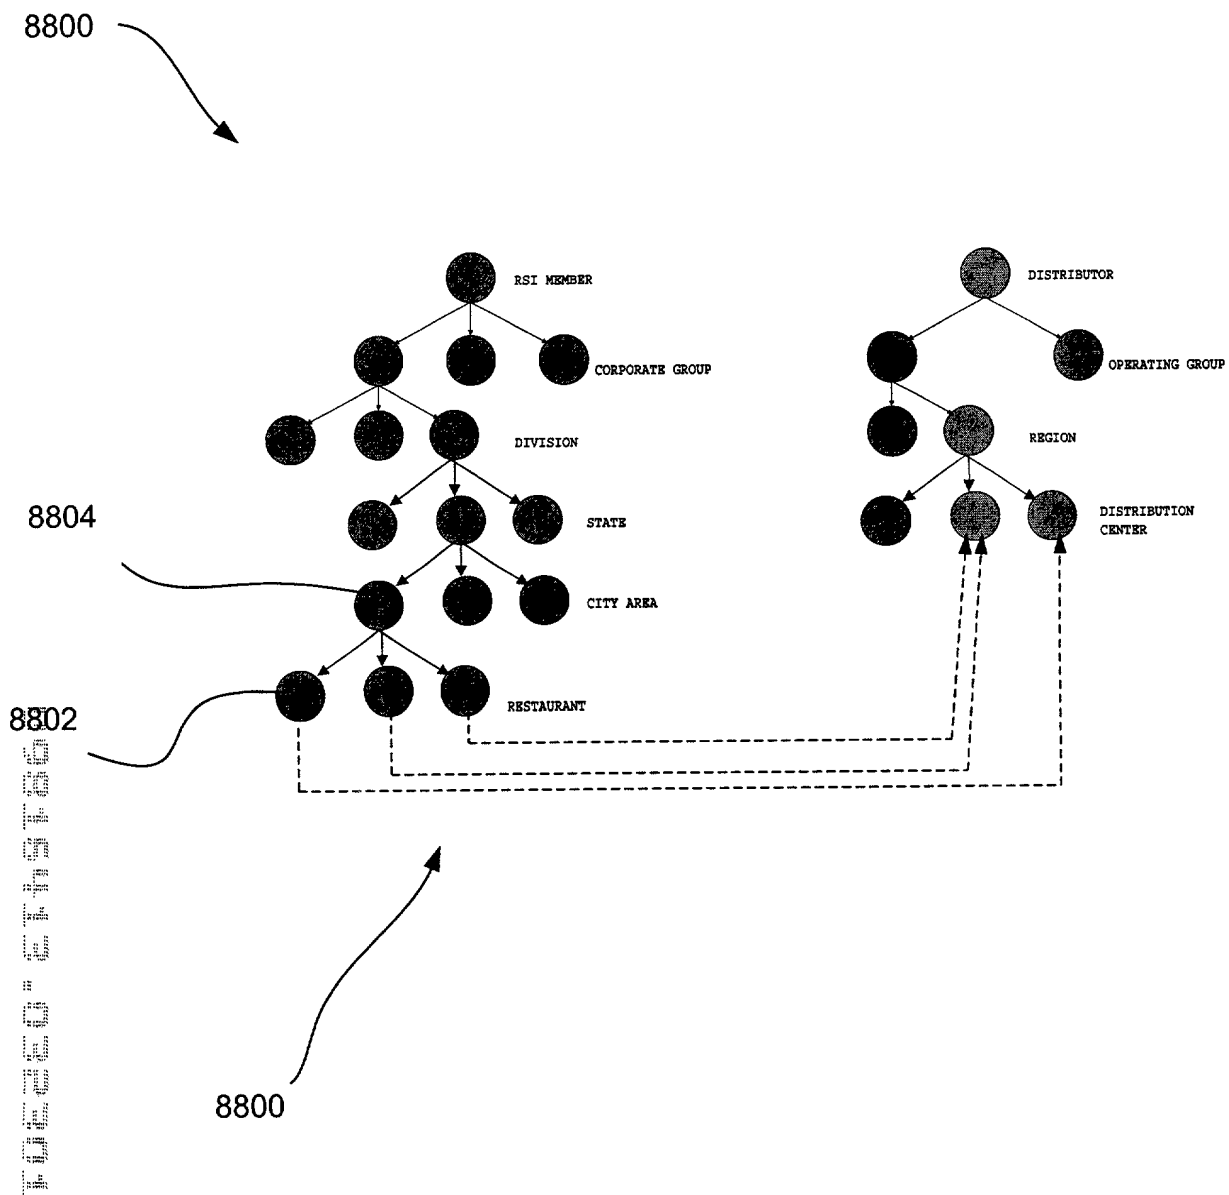 8800
RSI MEMBER
DISTRIBUTOR
CORPORATE GROUP
OPERATING GROUP
DIVISION
REGION
8804
STATE
DISTRIBUTION
CENTER
CITY AREA
8802
RESTAURANT
8800